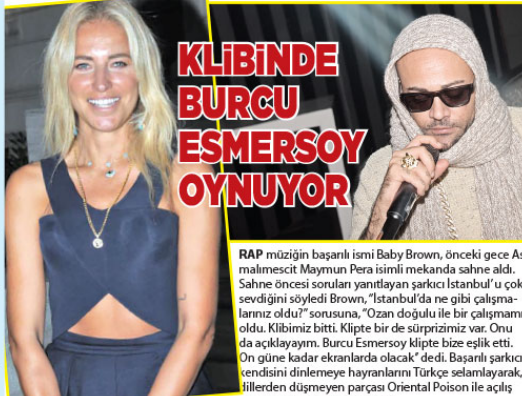 KLİBİNDE
BURCU
ESMERSOY
OYNUYOR
RAP müziğin başarılı ismi Baby Brown, önceki gece As
malımescit Maymun Pera isimli mekanda sahne aldı.
Sahne öncesi soruları yanıtlayan şarkıcı İstanbul' u çok
sevdiğini söyledi Brown, "İstanbul'da ne gibi çalışma-
larınız oldu?" sorusuna, "Ozan doğulu ile bir çalışmamı
oldu. Klibimiz bitti. Klipte bir de sürprizimiz var. Onu
da açıklayayım. Burcu Esmersoy klipte bize eşlik etti.
On güne kadar ekranlarda olacak" dedi. Başarılı şarkıcı
kendisini dinlemeye hayranlarını Türkçe selamlayarak,
dillerden düşmeyen parçası Oriental Poison ile açılış